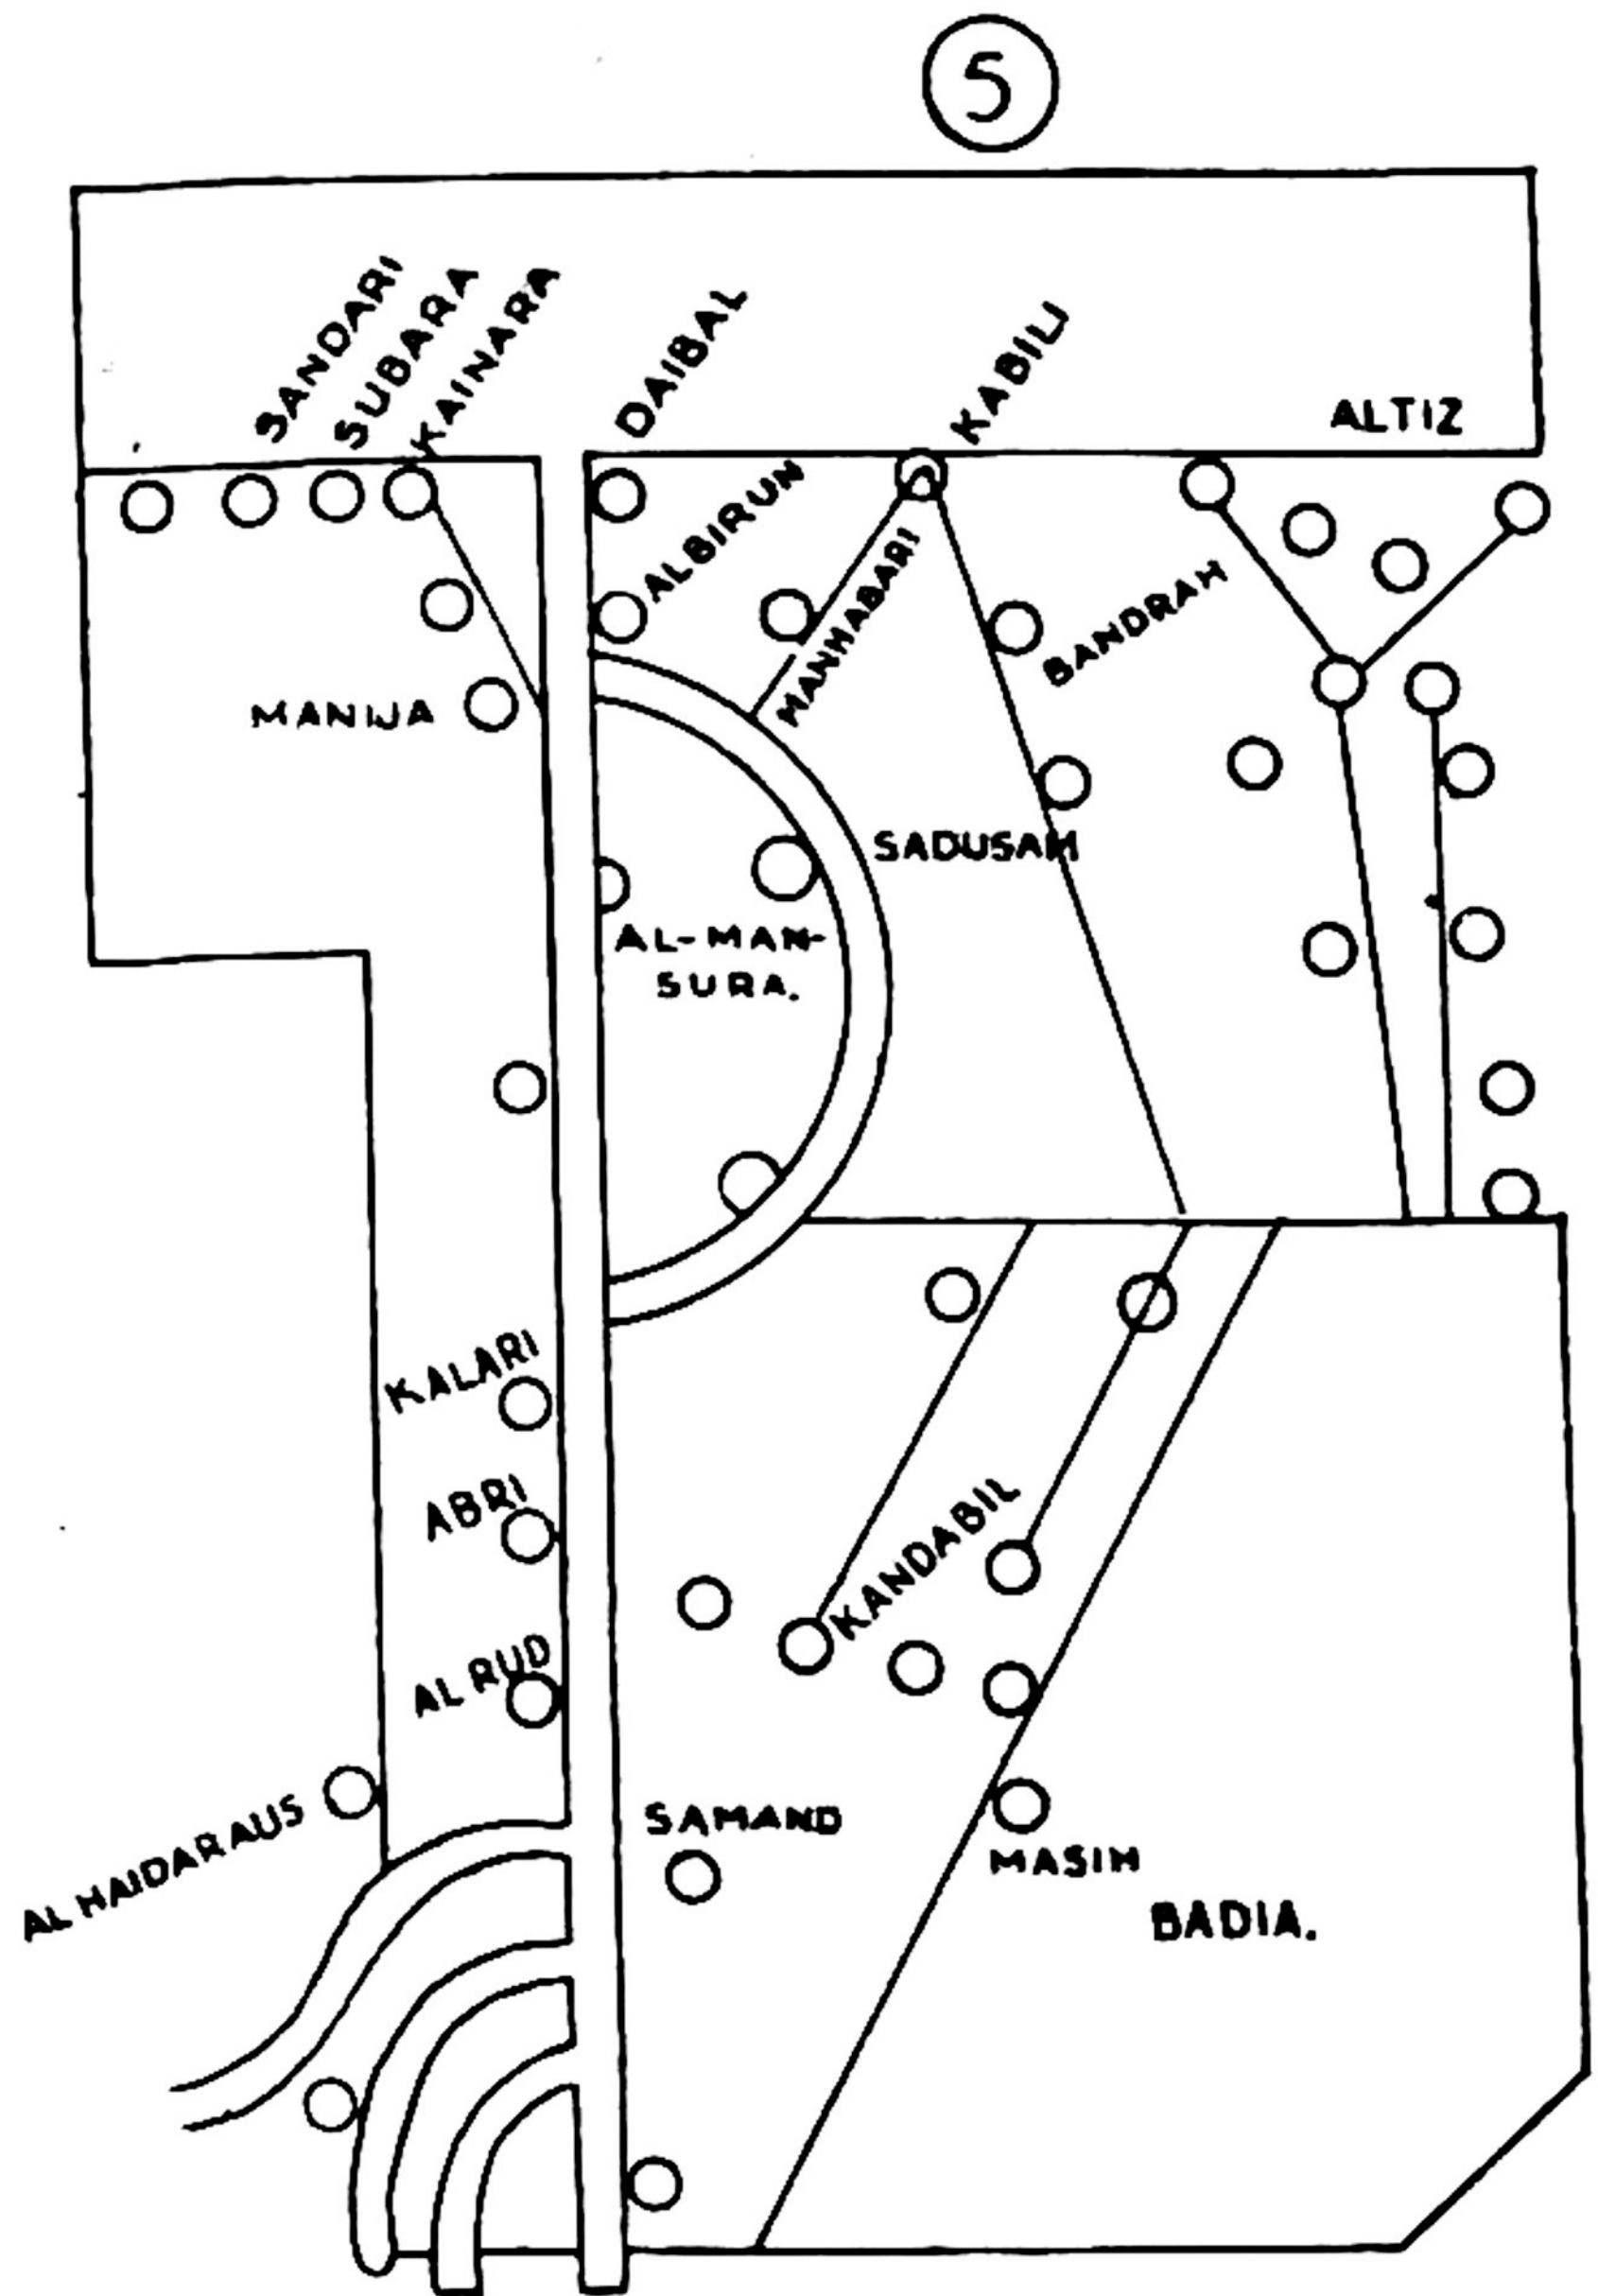 5
SANDARI
SUBARA
KAINARA
DAIBAL
KABILI
ALTIZ
ALBIRUN
MANHABARI
BANDRAH
MANIJA
SADUSAM
AL-MAN-
SURA.
KALARI
ABRI
KANDABIL
AL RUD
AL HAIDARAUS
SAMAND
MASIH
BADIA.